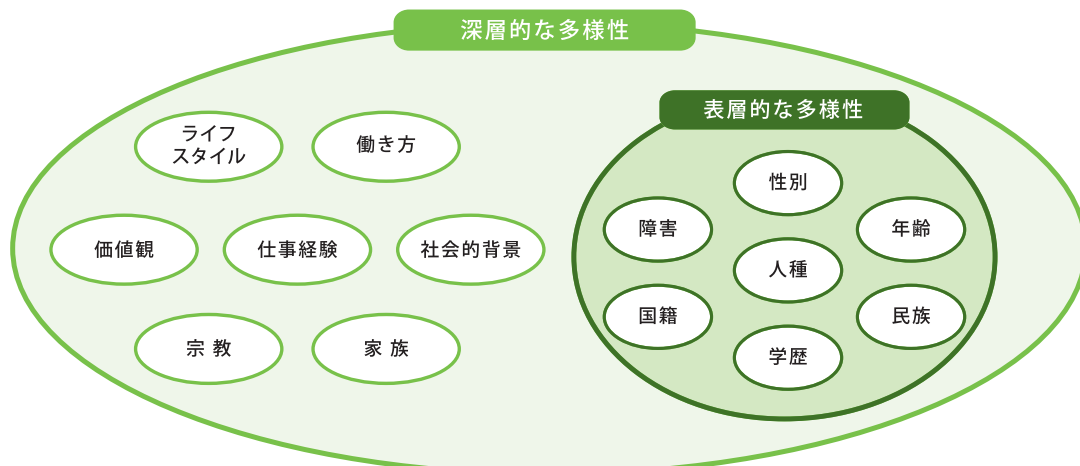 深層的な多様性
ライフ
スタイル
働き方
価値観
仕事経験
社会的背景
宗 教
家 族
表層的な多様性
性別
障害
年齢
人種
国籍
民族
学歴